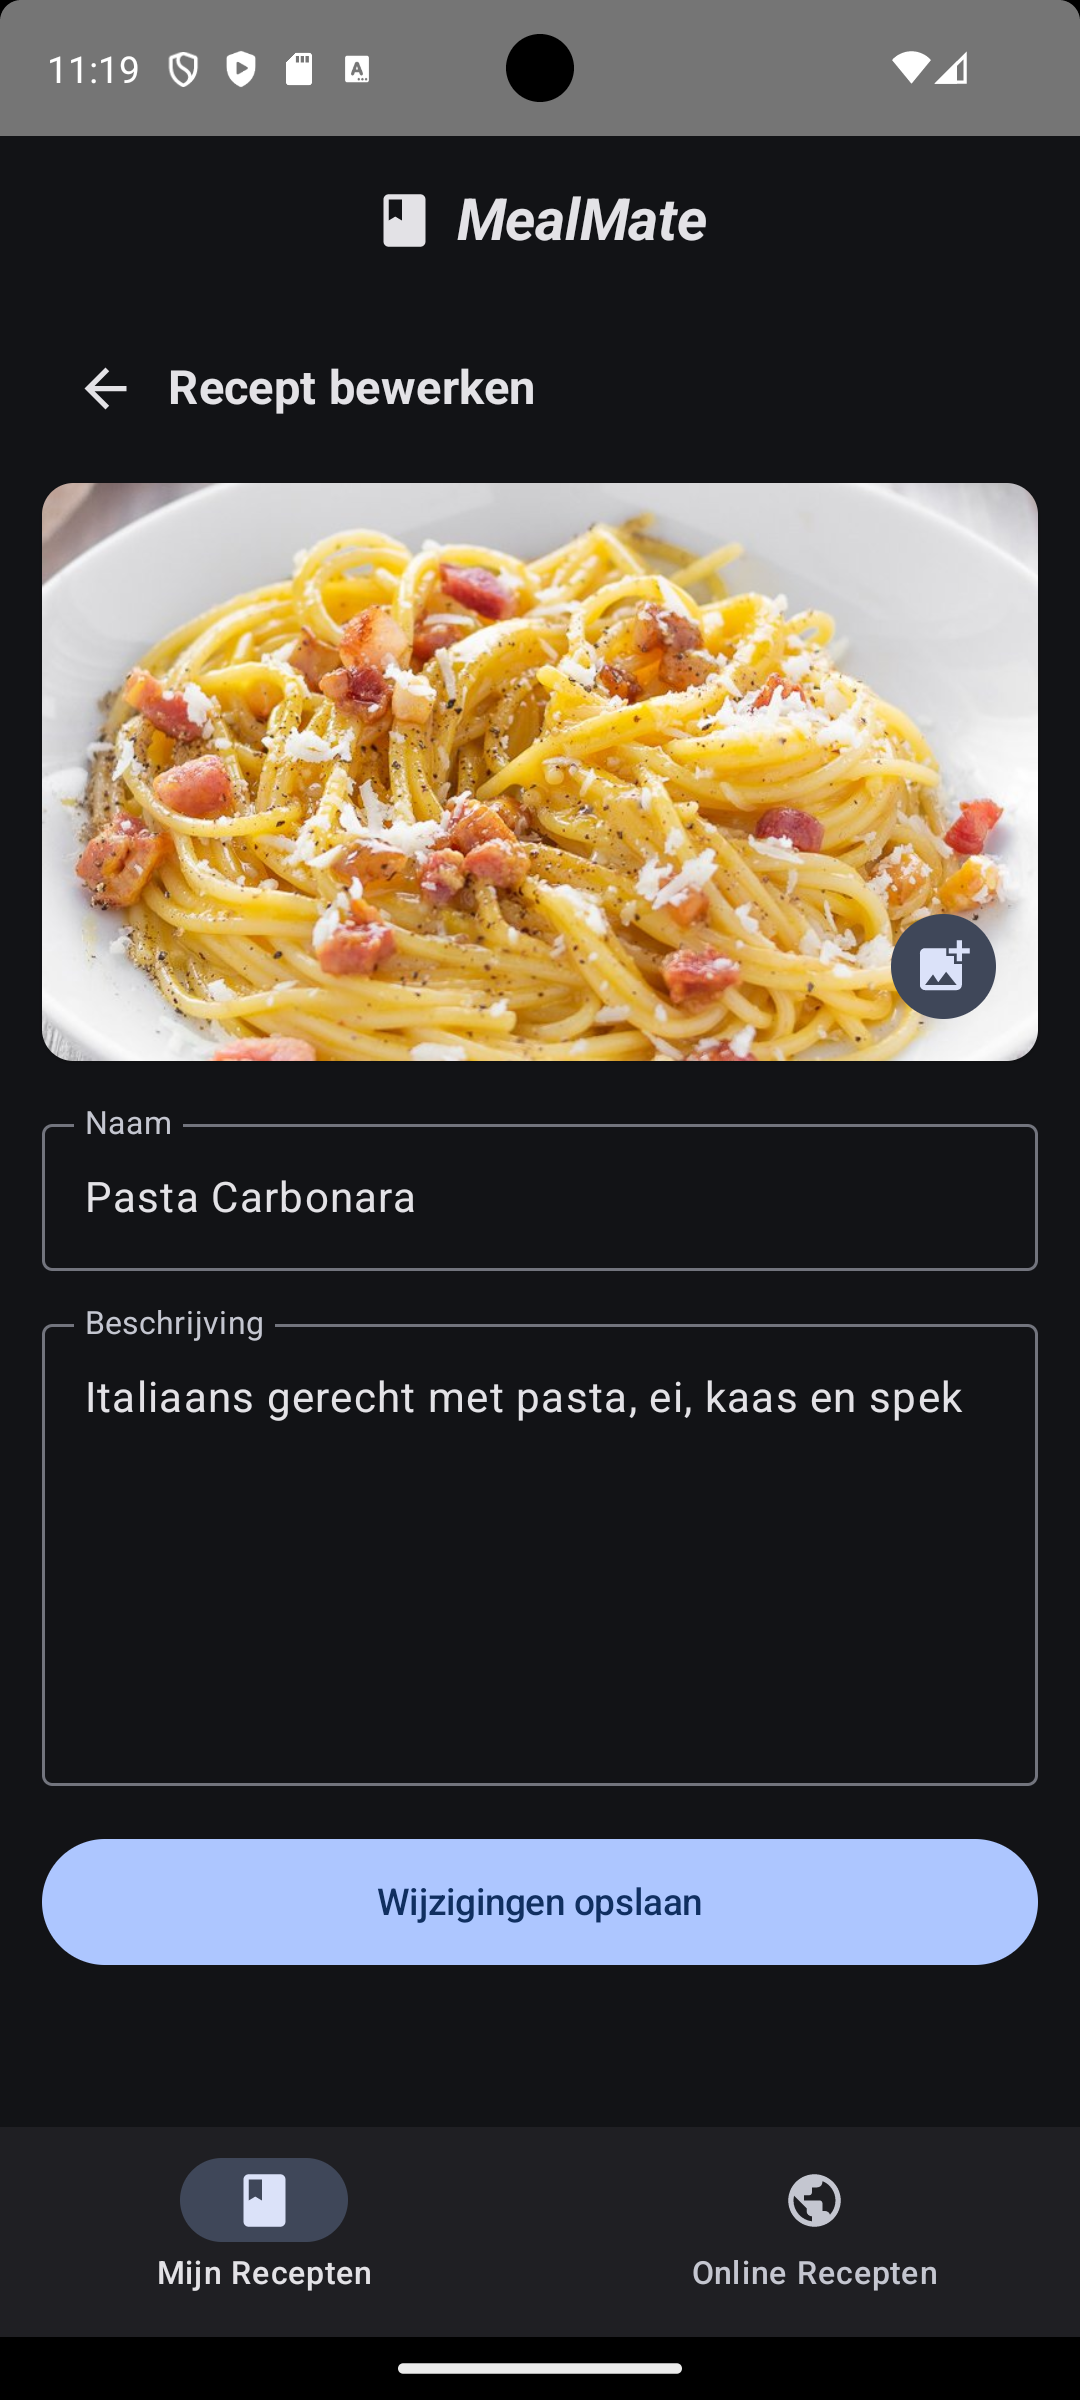 11:19
MealMate
Recept bewerken
Naam
Pasta Carbonara
Beschrijving
Italiaans gerecht met pasta, ei, kaas en spek
Wijzigingen opslaan
Mijn Recepten
Online Recepten